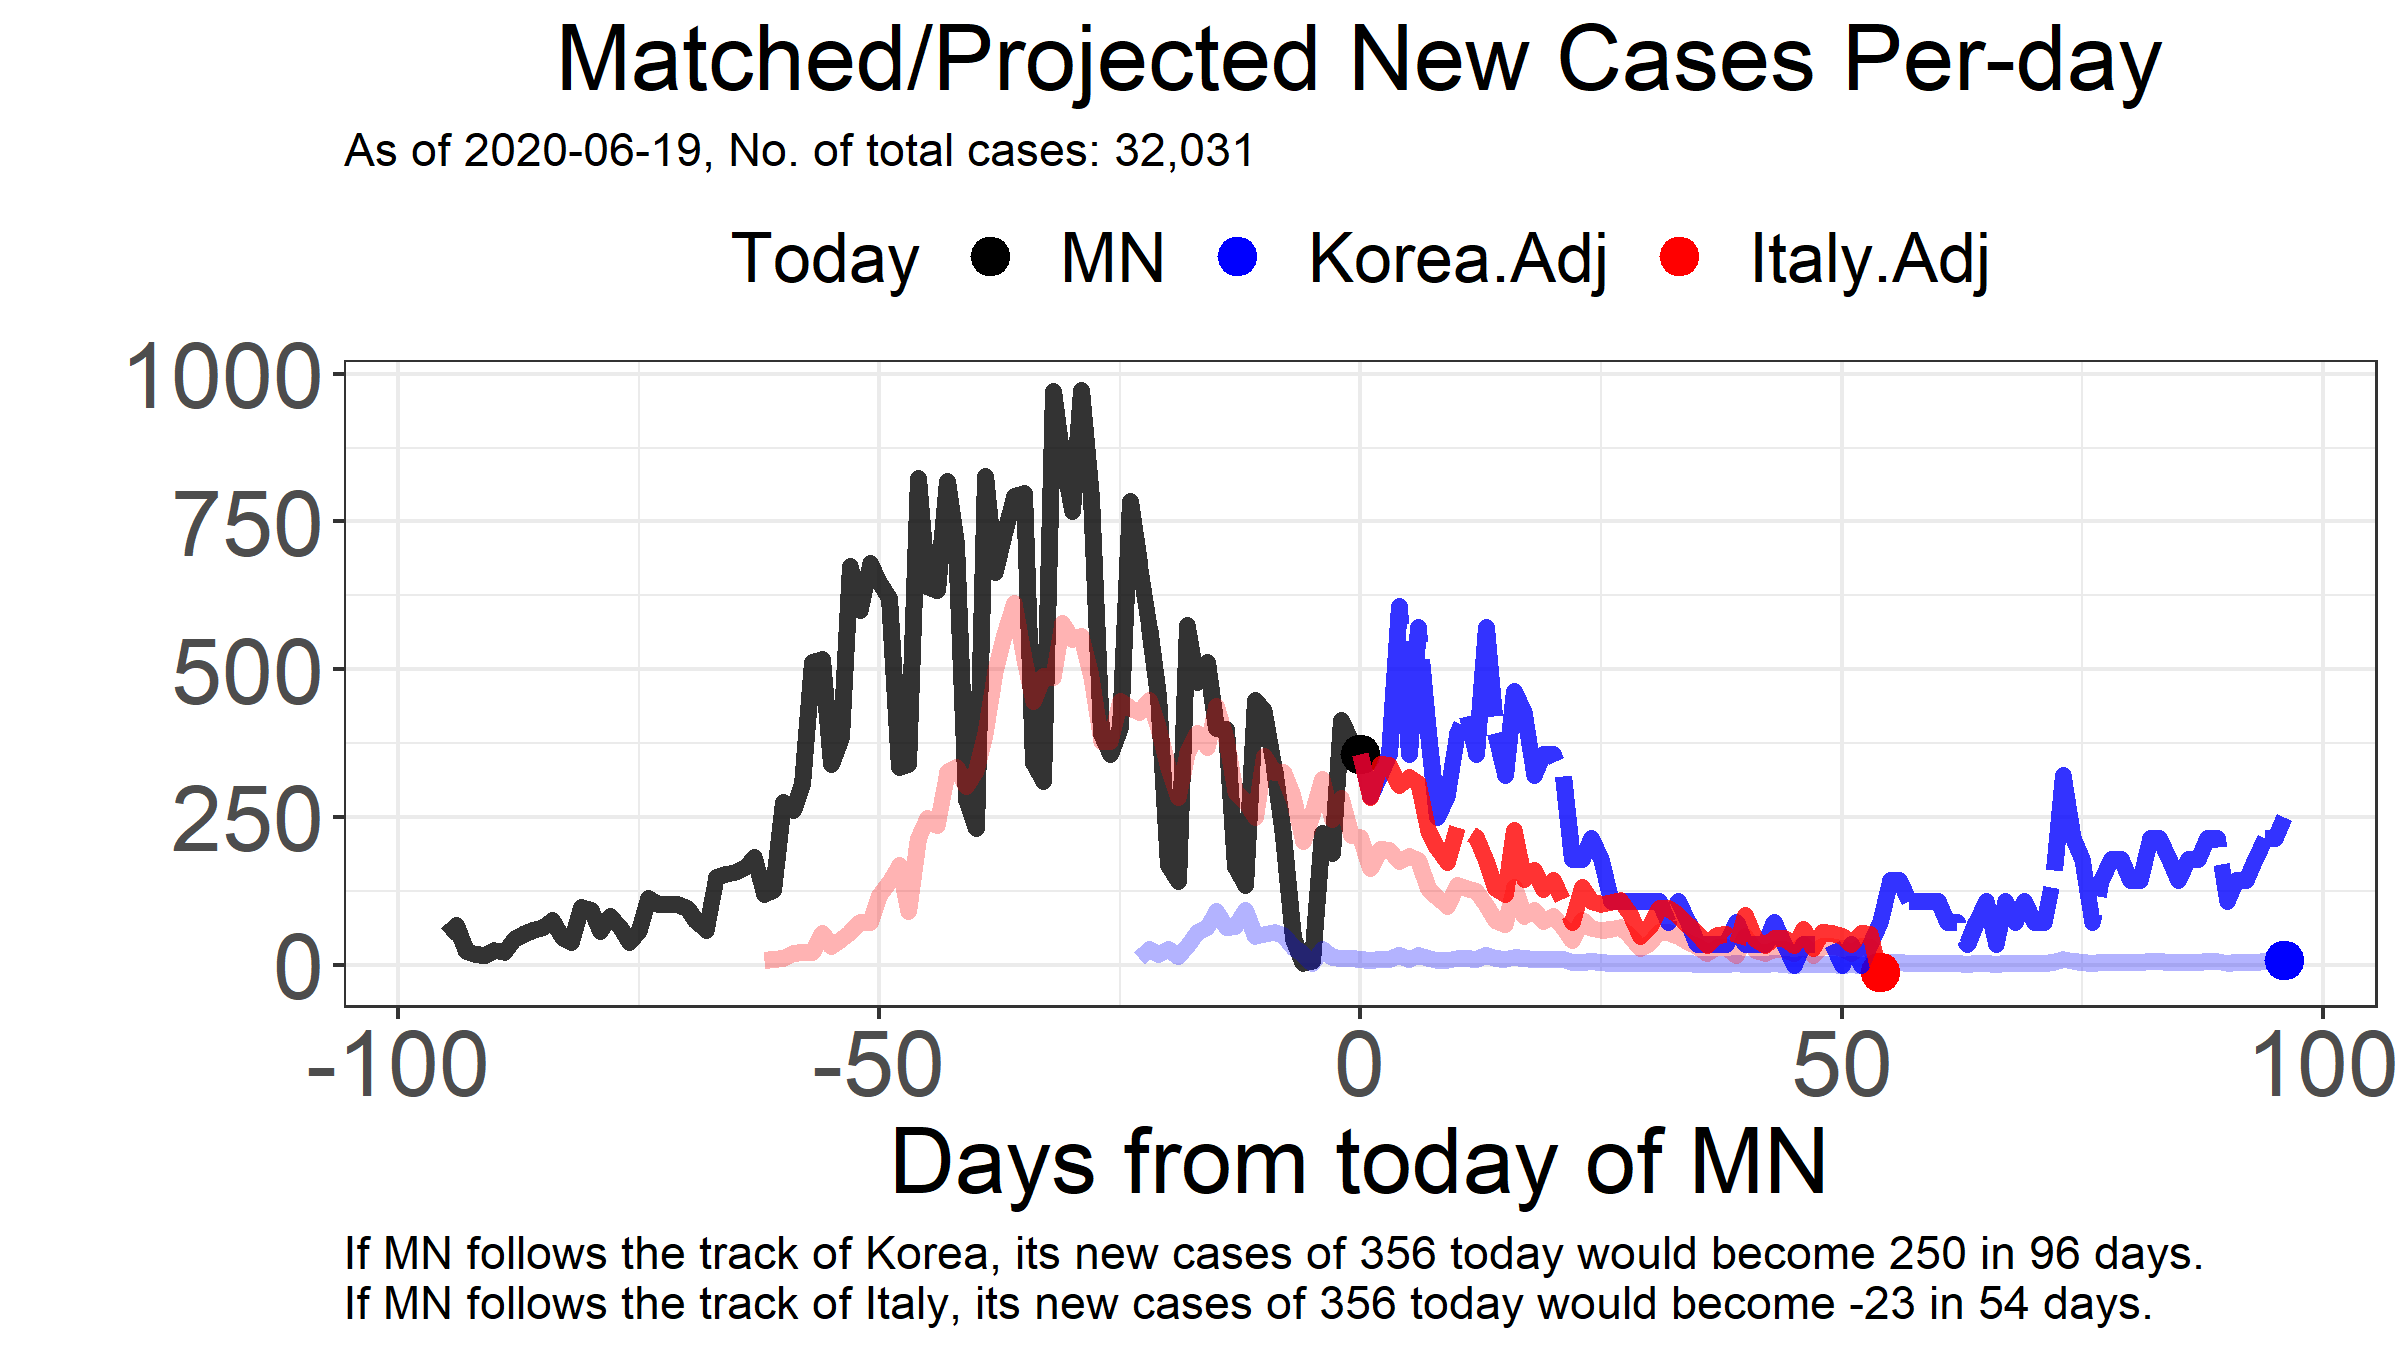 Matched/Projected New Cases Per-day
As of 2020-06-19, No. of total cases: 32,031
Today MN Korea.Adj Italy.Adj
1000
750
500
250
0
-100 -50 0 50 100
Days from today of MN
If MN follows the track of Korea, its new cases of 356 today would become 250 in 96 days.
If MN follows the track of Italy, its new cases of 356 today would become -23 in 54 days.